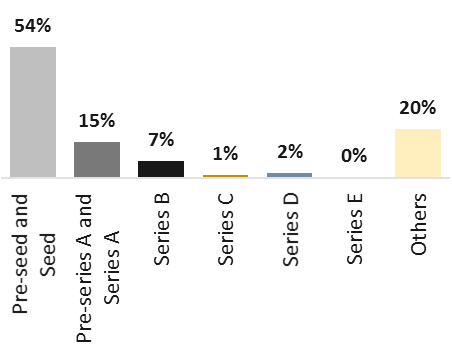 54%
15%
7%
1%
2%
0%
20%
Pre-seed and
Seed
Pre-series A and
Series A
Series B
Series C
Series D
Series E
Others